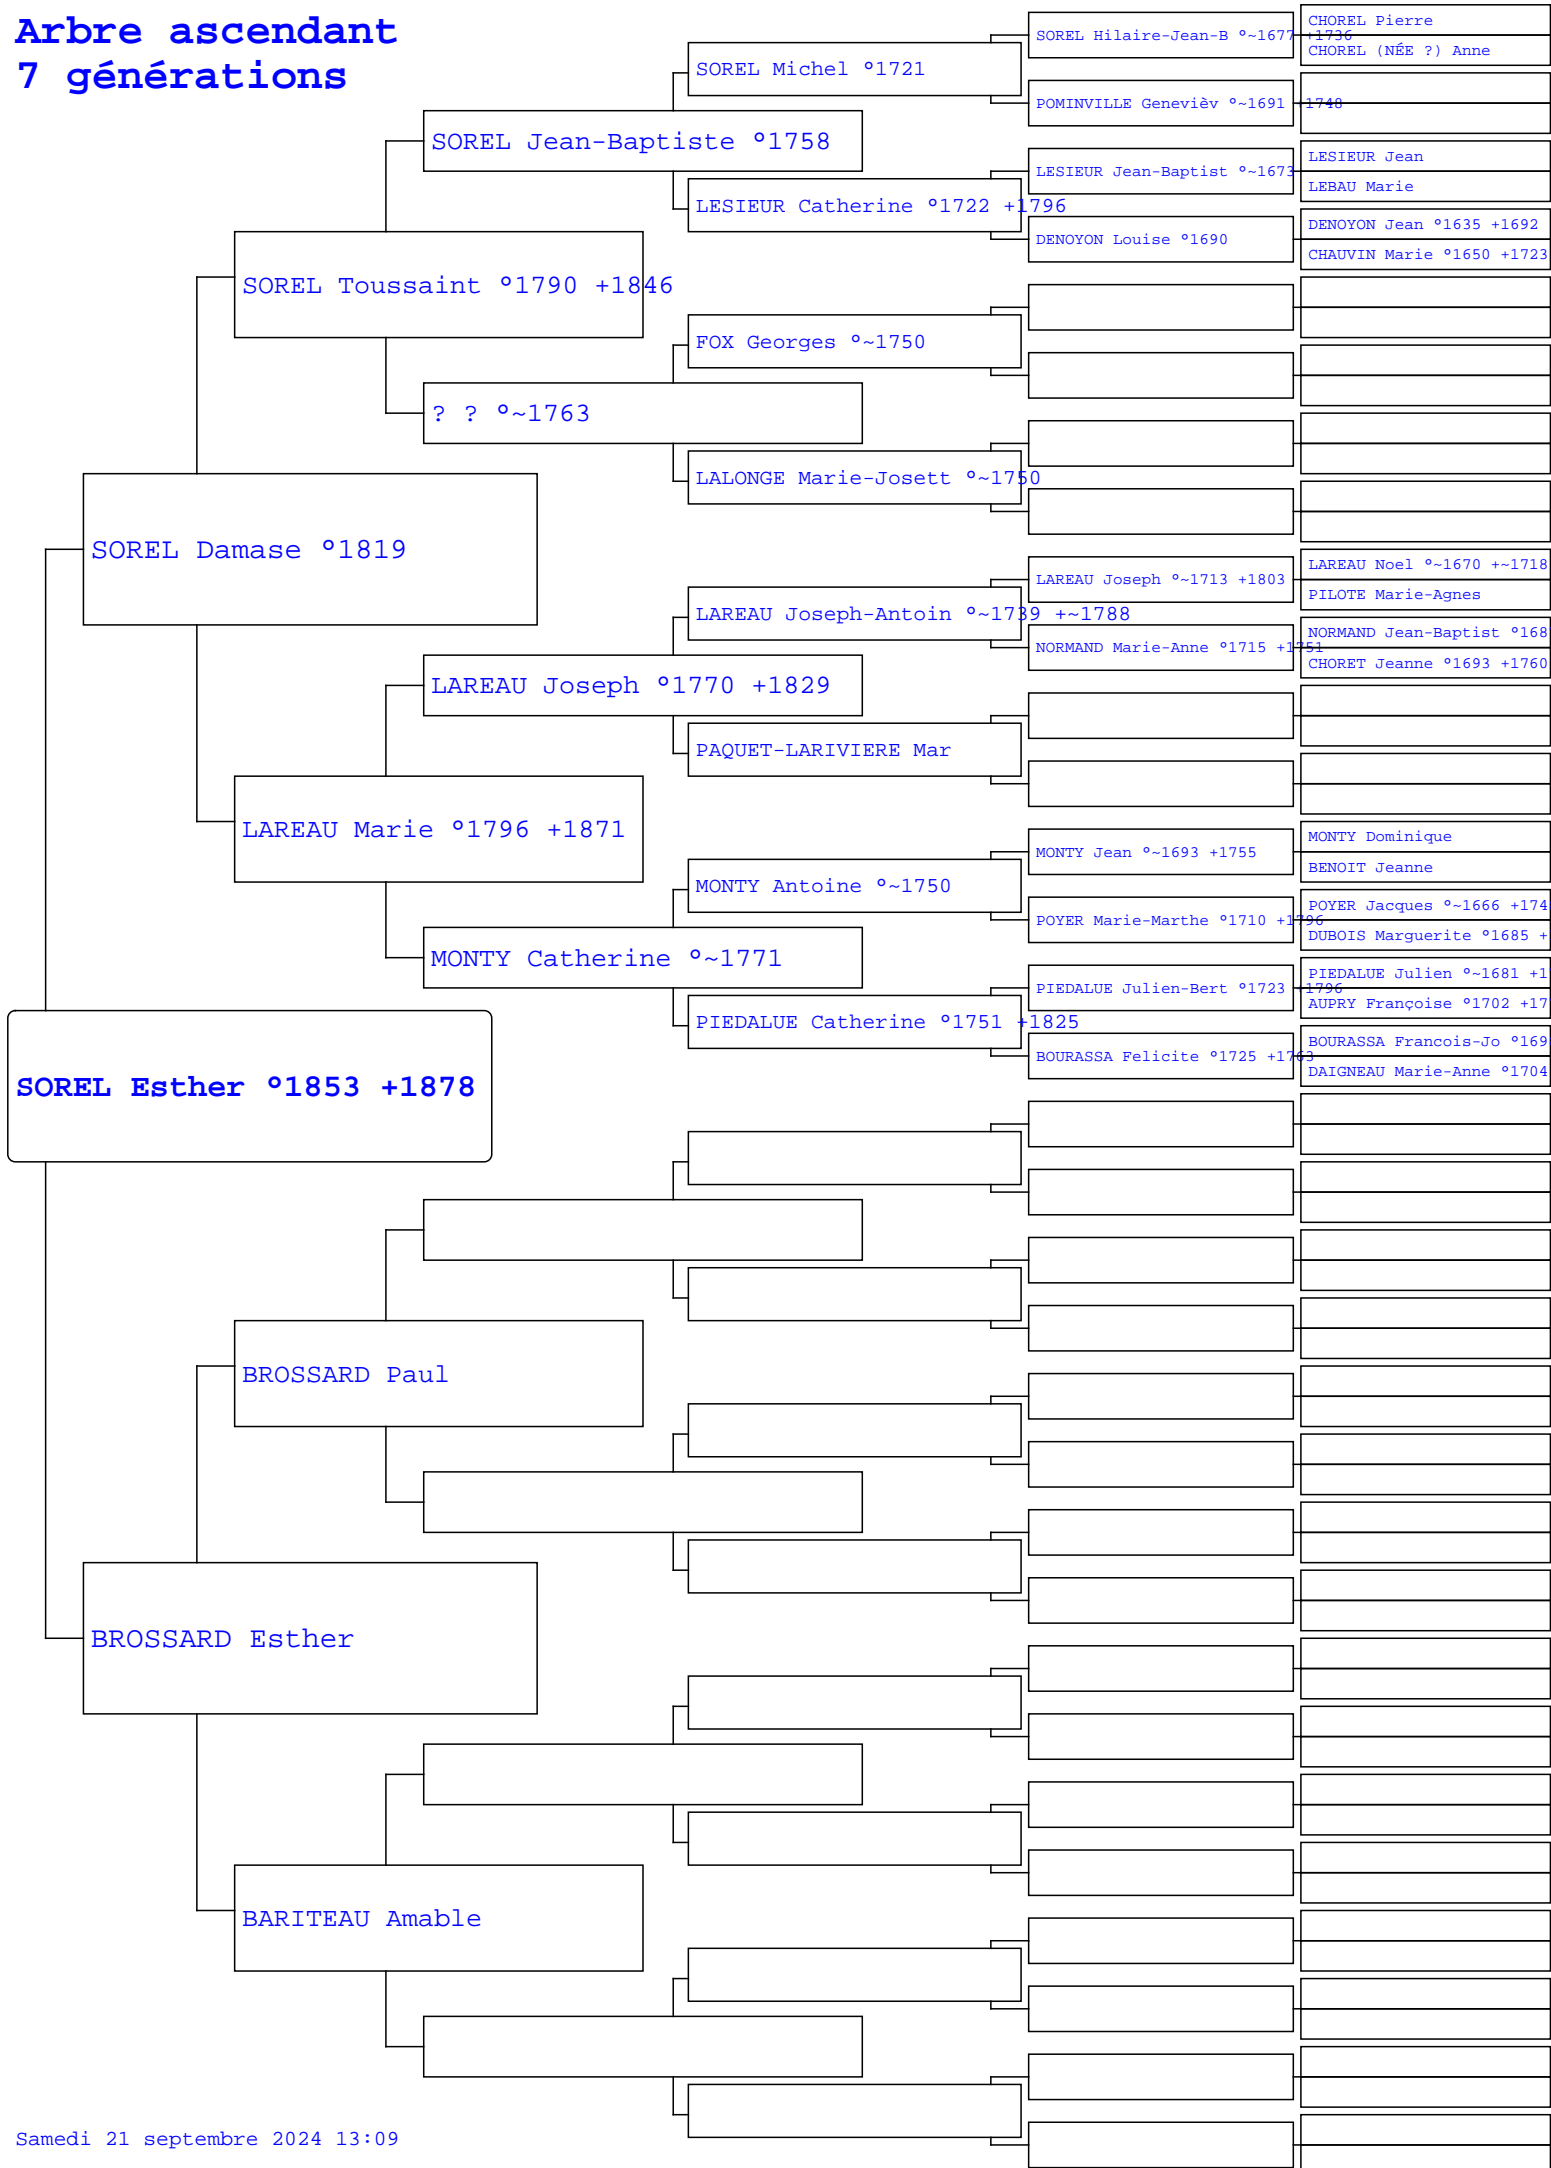 Arbre ascendant
7 générations
SOREL Esther °1853 +1878
SOREL Damase °1819
BROSSARD Esther
SOREL Toussaint °1790 +1846
LAREAU Marie °1796 +1871
BROSSARD Paul
BARITEAU Amable
SOREL Jean-Baptiste °1758
? ? °~1763
LAREAU Joseph °1770 +1829
MONTY Catherine °~1771
SOREL Michel °1721
LESIEUR Catherine °1722 +1796
FOX Georges °~1750
LALONGE Marie-Josett °~1750
LAREAU Joseph-Antoin °~1739 +~1788
PAQUET-LARIVIERE Mar
MONTY Antoine °~1750
PIEDALUE Catherine °1751 +1825
SOREL Hilaire-Jean-B °~1677 +1736
POMINVILLE Genevièv °~1691 +1748
LESIEUR Jean-Baptist °~1673
DENOYON Louise °1690
LAREAU Joseph °~1713 +1803
NORMAND Marie-Anne °1715 +1751
MONTY Jean °~1693 +1755
POYER Marie-Marthe °1710 +1796
PIEDALUE Julien-Bert °1723 +1796
BOURASSA Felicite °1725 +1763
CHOREL Pierre
CHOREL (NÉE ?) Anne
LESIEUR Jean
LEBAU Marie
DENOYON Jean °1635 +1692
CHAUVIN Marie °1650 +1723
LAREAU Noel °~1670 +~1718
PILOTE Marie-Agnes
NORMAND Jean-Baptist °168
CHORET Jeanne °1693 +1760
MONTY Dominique
BENOIT Jeanne
POYER Jacques °~1666 +174
DUBOIS Marguerite °1685 +
PIEDALUE Julien °~1681 +1
AUPRY Françoise °1702 +17
BOURASSA Francois-Jo °169
DAIGNEAU Marie-Anne °1704
Samedi 21 septembre 2024 13:09